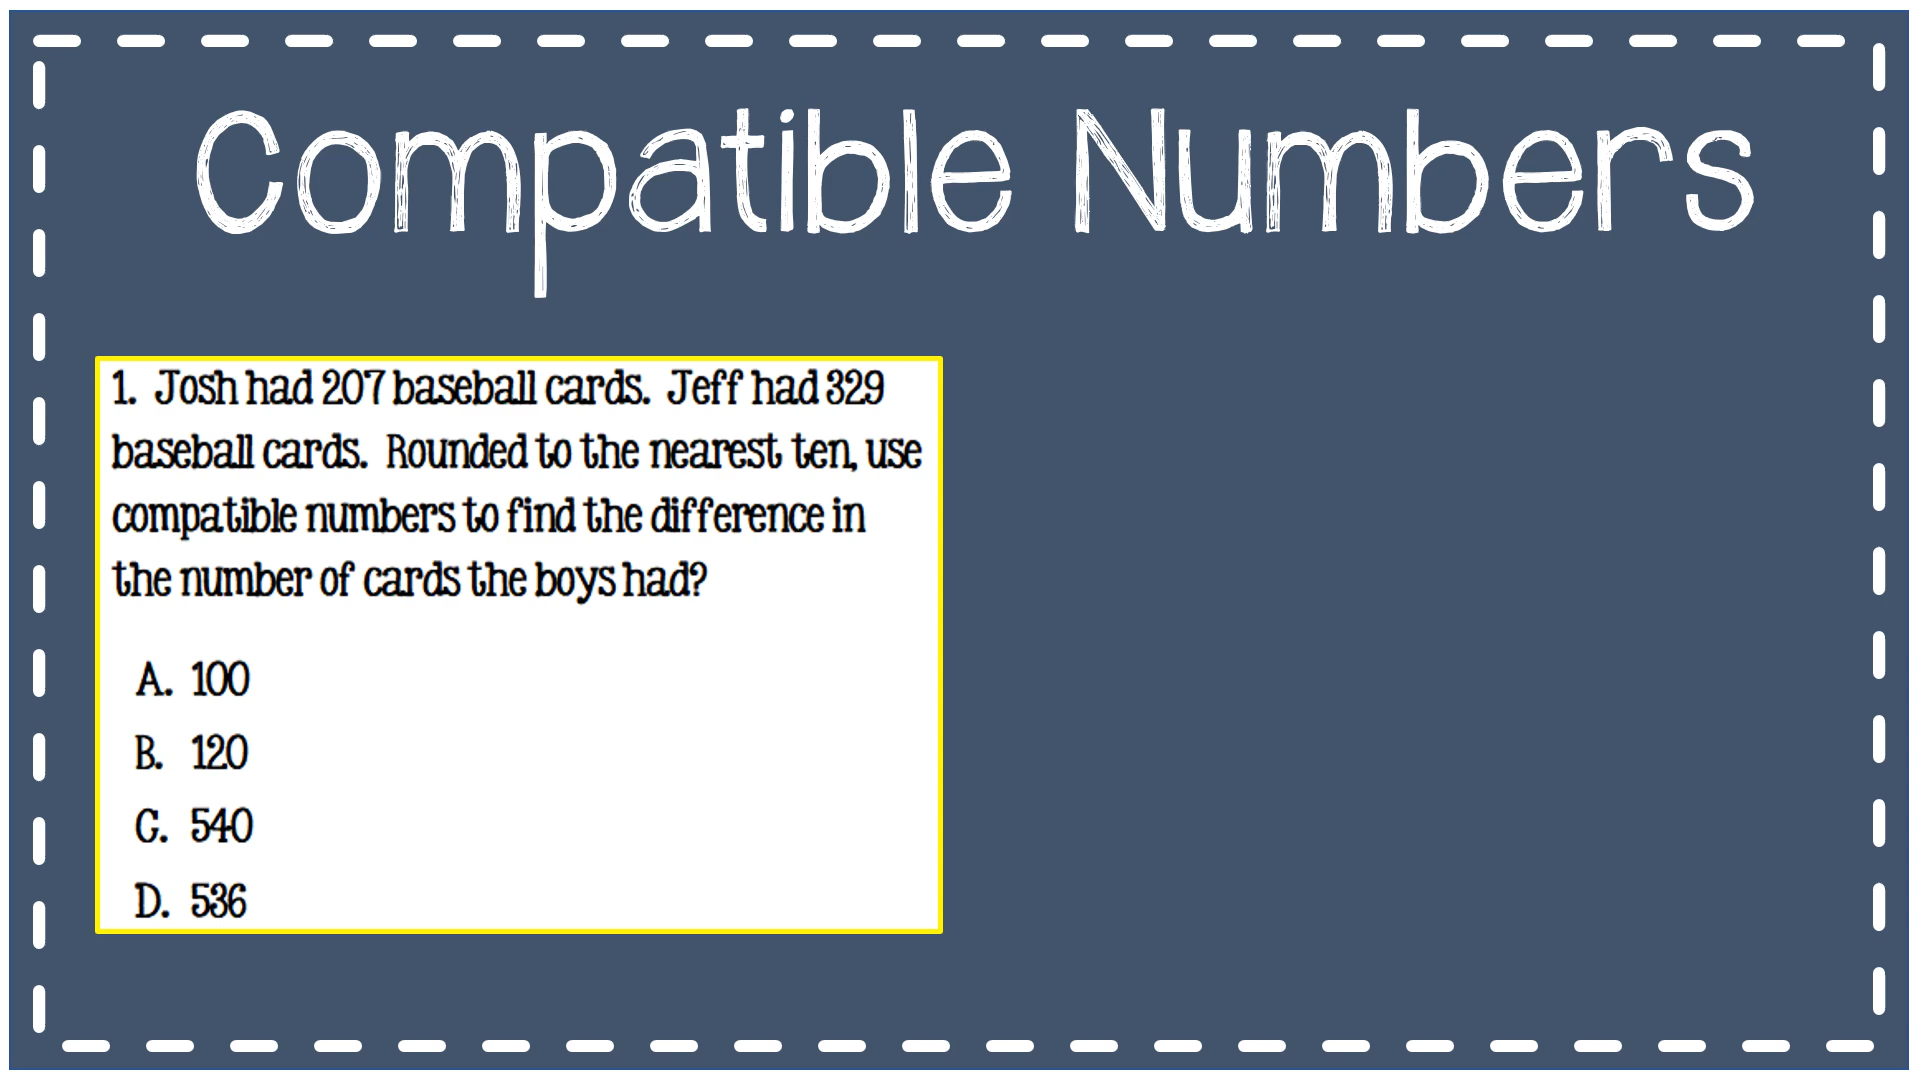 Compatible Numbers
1. Josh had 207 baseball cards. Jeff had 329
baseball cards. Rounded to the nearest ten, use
compatible numbers to find the difference in
the number of cards the boys had?
A. 100
B. 120
C. 540
D. 536